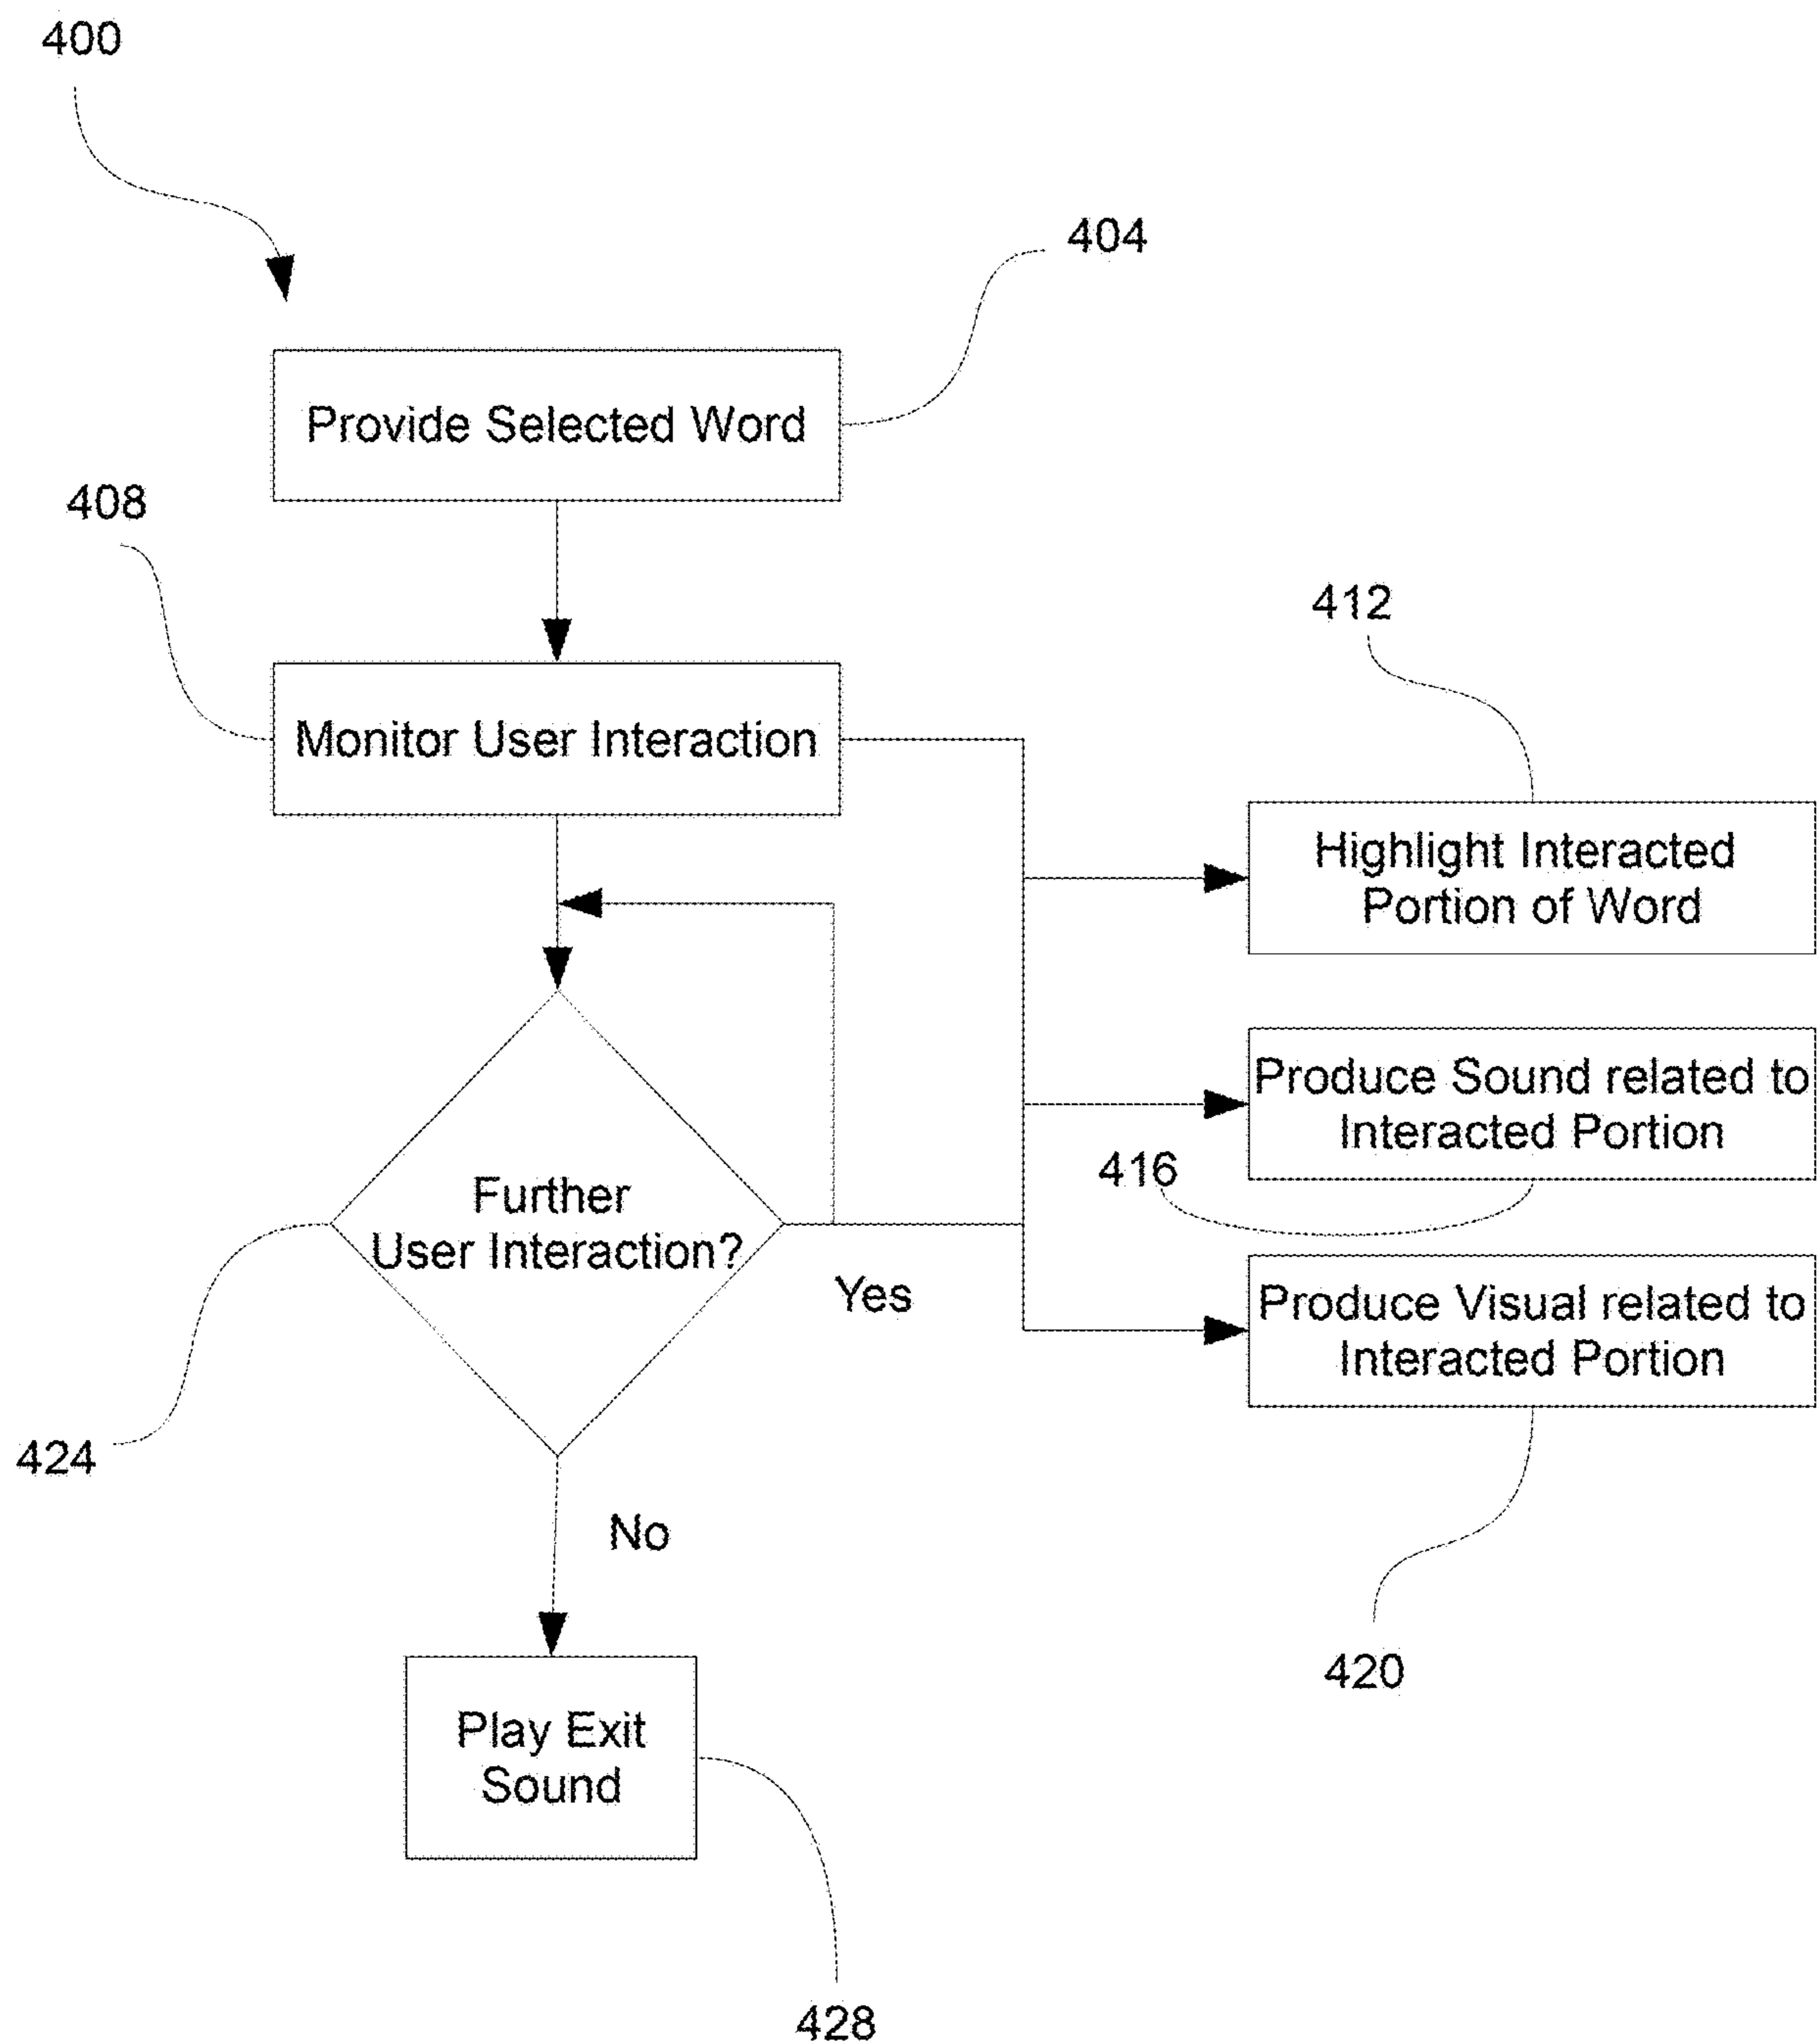 400
404
Provide Selected Word
408
412
Monitor User Interaction
Highlight Interacted
Portion of Word
Produce Sound related to
Interacted Portion
416
Further
User Interaction?
Yes
Produce Visual related to
Interacted Portion
424
No
420
Play Exit
Sound
428